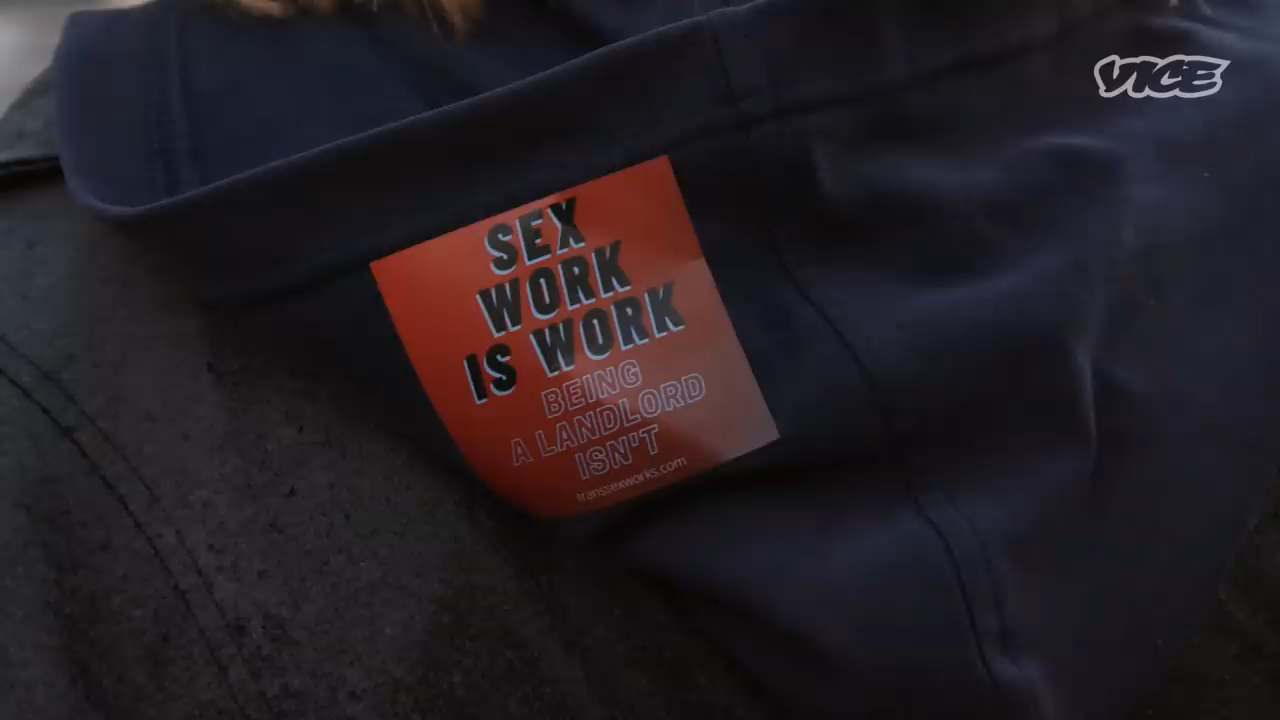 VICE
SEX
WORK
IS WORK
BEING
A LANDLORD
ISN'T
transsexworks.com